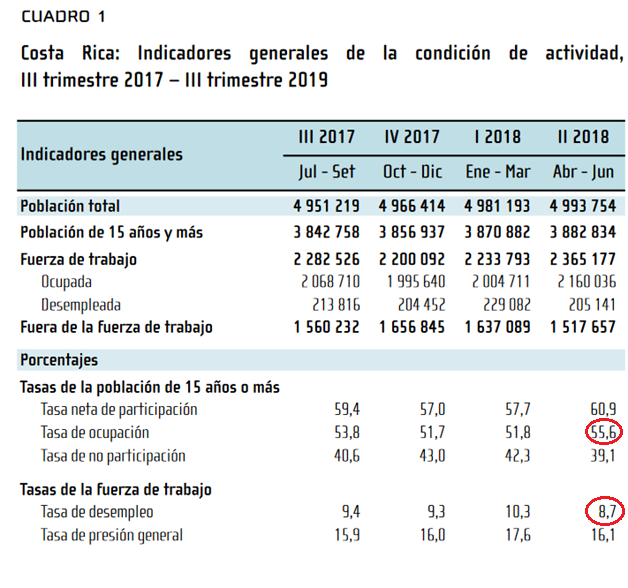 CUADRO 1
Costa Rica: Indicadores generales de la condición de actividad,
III trimestre 2017 – III trimestre 2019
Indicadores generales III 2017 IV 2017 I 2018 II 2018
Jul - Set Oct - Dic Ene - Mar Abr - Jun
Población total 4 951 219 4 966 414 4 981 193 4 993 754
Población de 15 años y más 3 842 758 3 856 937 3 870 882 3 882 834
Fuerza de trabajo 2 282 526 2 200 092 2 233 793 2 365 177
Ocupada 2 068 710 1 995 640 2 004 711 2 160 036
Desempleada 213 816 204 452 229 082 205 141
Fuera de la fuerza de trabajo 1 560 232 1 656 845 1 637 089 1 517 657
Porcentajes
Tasas de la población de 15 años o más
Tasa neta de participación 59,4 57,0 57,7 60,9
Tasa de ocupación 53,8 51,7 51,8 55,6
Tasa de no participación 40,6 43,0 42,3 39,1
Tasas de la fuerza de trabajo
Tasa de desempleo 9,4 9,3 10,3 8,7
Tasa de presión general 15,9 16,0 17,6 16,1